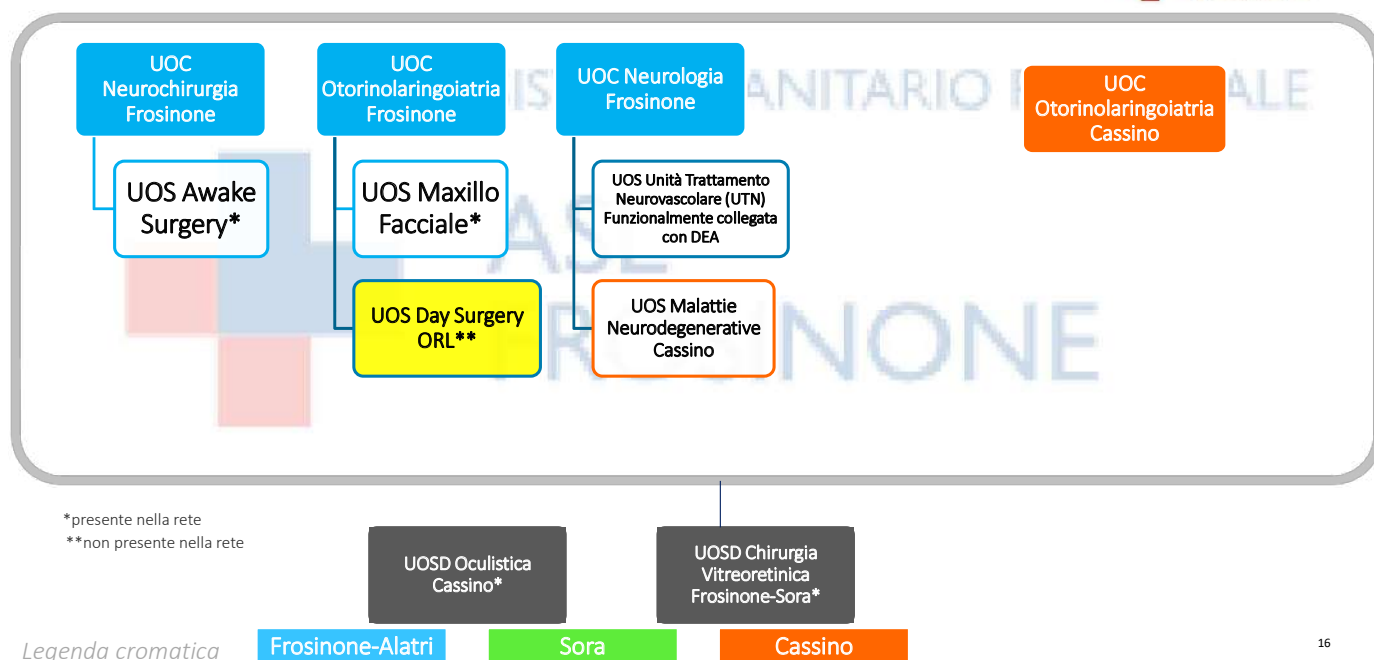 UOC
Neurochirurgia
Frosinone
UOC
Otorinolaringoiatria
Frosinone
UOC Neurologia
Frosinone
UOC
Otorinolaringoiatria
Cassino
UOS Awake
Surgery*
UOS Maxillo
Facciale*
UOS Unità Trattamento
Neurovascolare (UTN)
Funzionalmente collegata
con DEA
UOS Day Surgery
ORL**
UOS Malattie
Neurodegenerative
Cassino
ASL
FROSINONE
*presente nella rete
**non presente nella rete
UOSD Oculistica
Cassino*
UOSD Chirurgia
Vitreoretinica
Frosinone-Sora*
Legenda cromatica
Frosinone-Alatri
Sora
Cassino
16